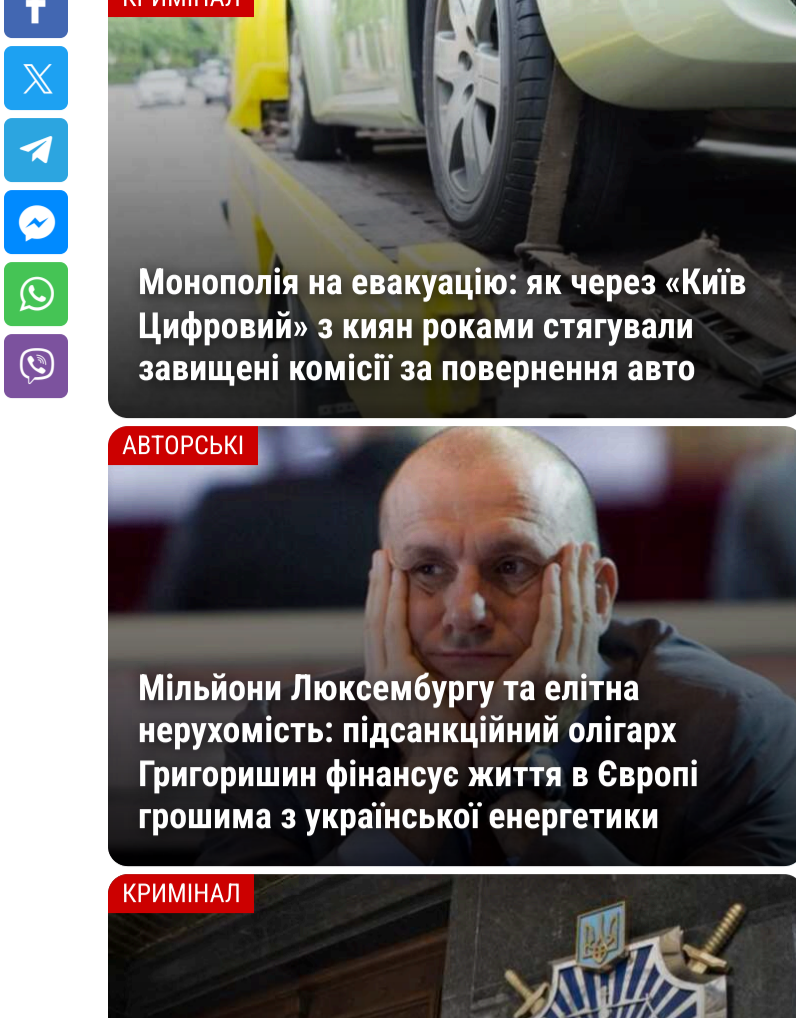 КРИМІНАЛ
Монополія на евакуацію: як через «Київ
Цифровий» з киян роками стягували
завищені комісії за повернення авто
АВТОРСЬКІ
Мільйони Люксембургу та елітна
нерухомість: підсанкційний олігарх
Григоришин фінансує життя в Європі
грошима з української енергетики
КРИМІНАЛ